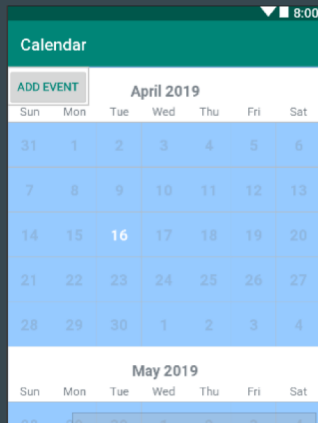 8:00
Calendar
ADD EVENT
April 2019
Sun Mon Tue Wed Thu Fri Sat
31 1 2 3 4 5 6
7 8 9 10 11 12 13
14 15 16 17 18 19 20
21 22 23 24 25 26 27
28 29 30 1 2 3 4
May 2019
Sun Mon Tue Wed Thu Fri Sat